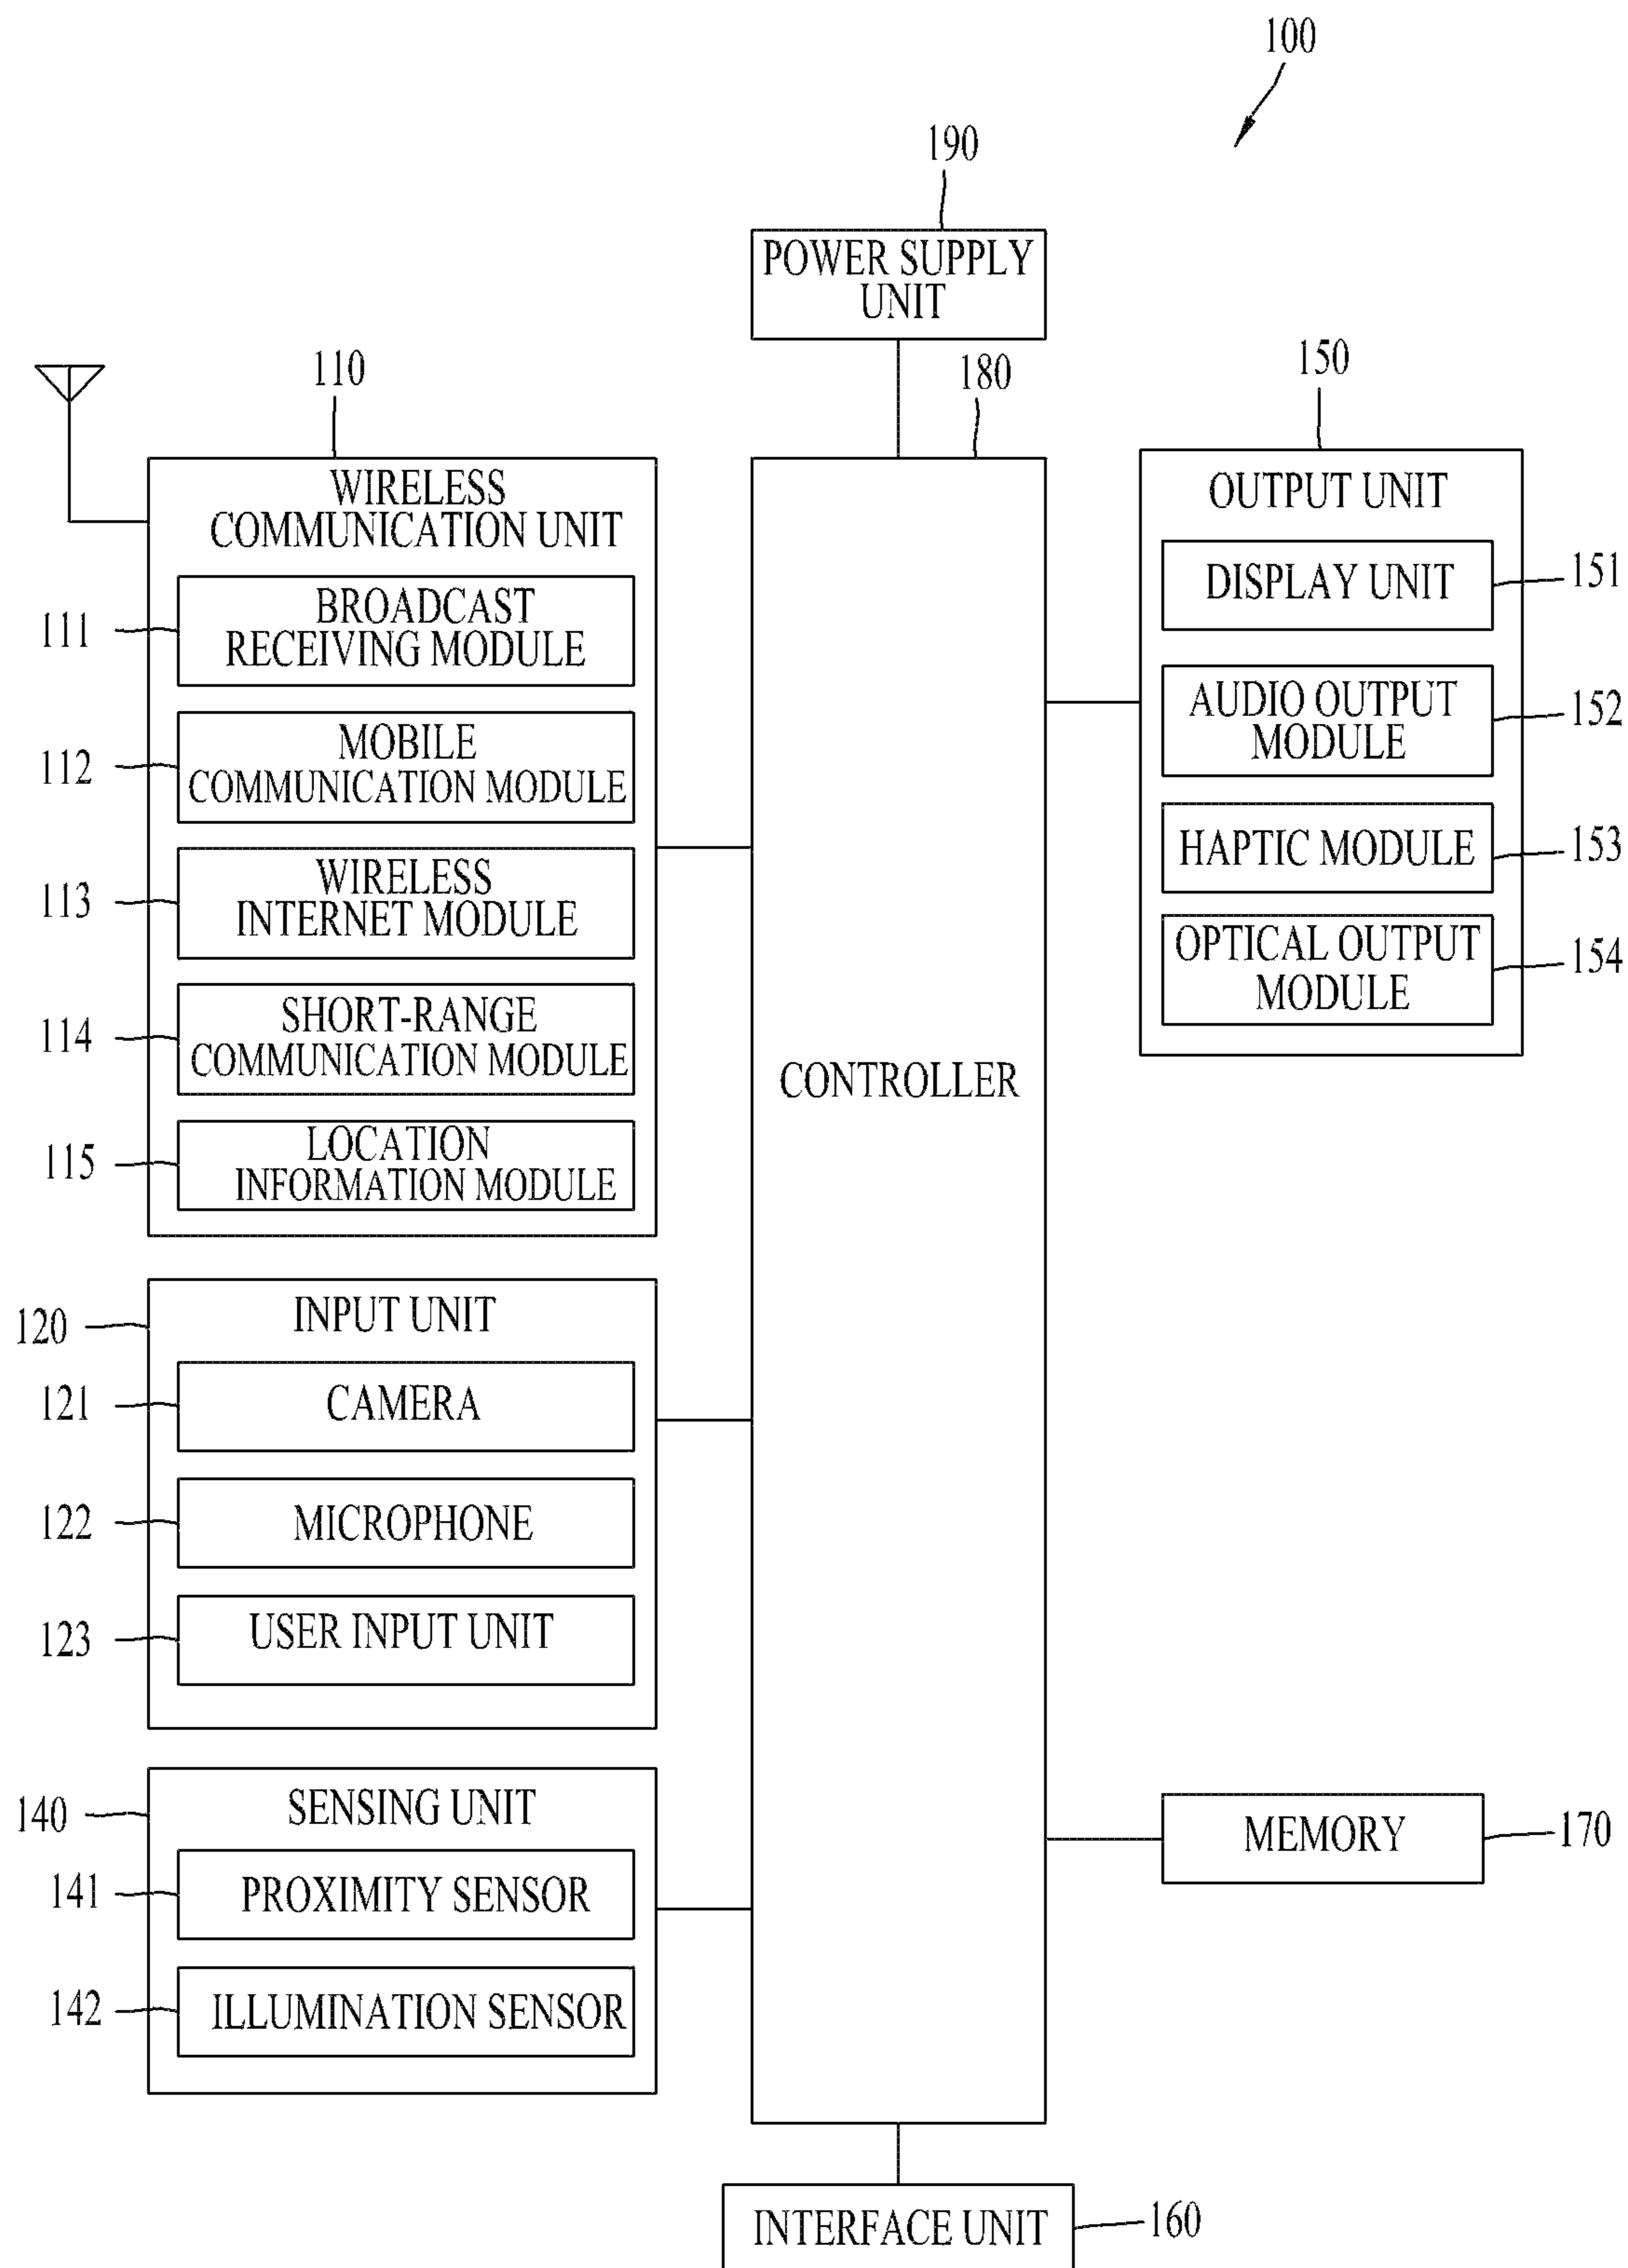 100
190
POWER SUPPLY
UNIT
110
180
150
WIRELESS
COMMUNICATION UNIT
111
BROADCAST
RECEIVING MODULE
112
MOBILE
COMMUNICATION MODULE
113
WIRELESS
INTERNET MODULE
114
SHORT-RANGE
COMMUNICATION MODULE
115
LOCATION
INFORMATION MODULE
120
INPUT UNIT
121
CAMERA
122
MICROPHONE
123
USER INPUT UNIT
140
SENSING UNIT
141
PROXIMITY SENSOR
142
ILLUMINATION SENSOR
CONTROLLER
OUTPUT UNIT
DISPLAY UNIT
151
AUDIO OUTPUT
MODULE
152
HAPTIC MODULE
153
OPTICAL OUTPUT
MODULE
154
MEMORY
170
INTERFACE UNIT
160